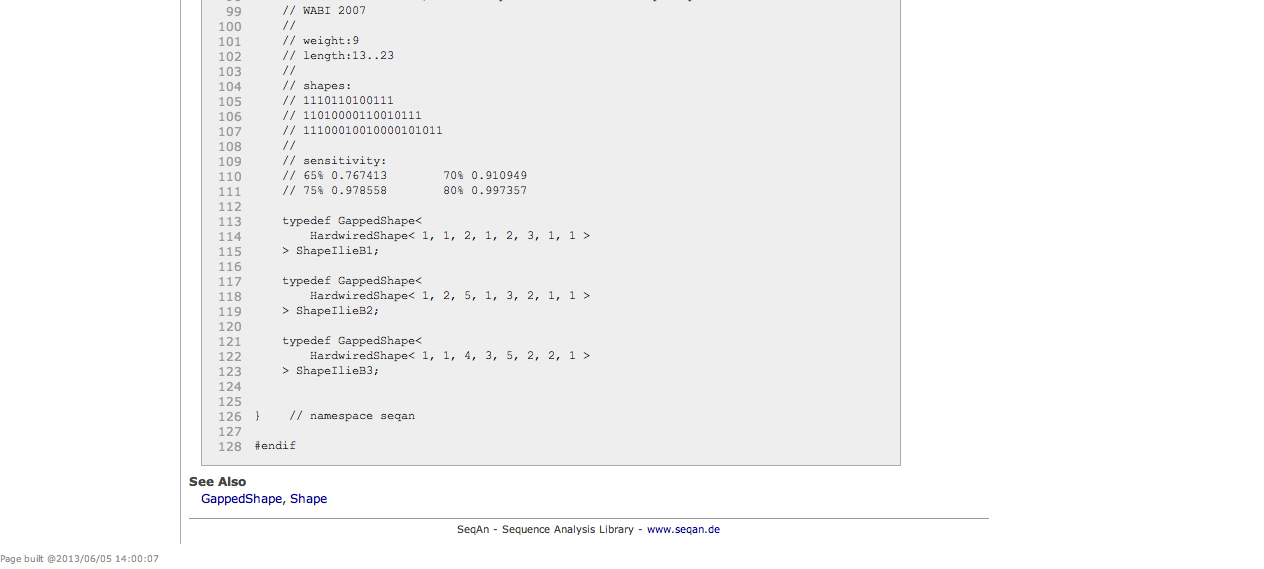 99 // WABI 2007
100 //
101 // weight:9
102 // length:13..23
103 //
104 // shapes:
105 // 1110110100111
106 // 11010000110010111
107 // 11100010010000101011
108 //
109 // sensitivity:
110 // 65% 0.767413 70% 0.910949
111 // 75% 0.978558 80% 0.997357
112
113 typedef GappedShape<
114 HardwiredShape< 1, 1, 2, 1, 2, 3, 1, 1 >
115 > ShapeIlieB1;
116
117 typedef GappedShape<
118 HardwiredShape< 1, 2, 5, 1, 3, 2, 1, 1 >
119 > ShapeIlieB2;
120
121 typedef GappedShape<
122 HardwiredShape< 1, 1, 4, 3, 5, 2, 2, 1 >
123 > ShapeIlieB3;
124
125
126 } // namespace seqan
127
128 #endif
See Also
GappedShape, Shape
SeqAn - Sequence Analysis Library - www.seqan.de
Page built @2013/06/05 14:00:07